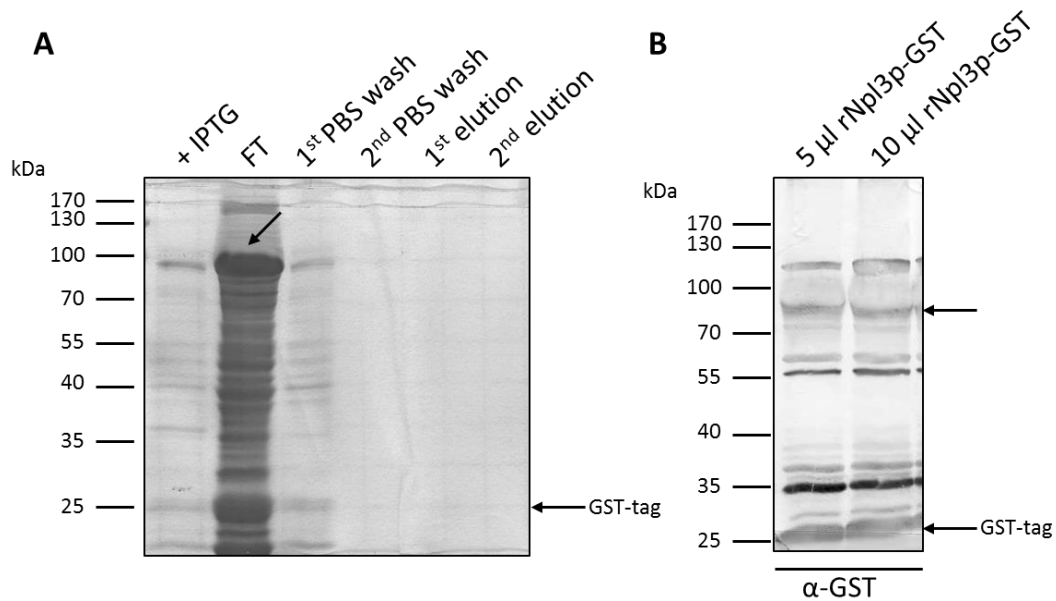 A
+ IPTG
FT
1st PBS wash
2nd PBS wash
1st elution
2nd elution
kDa
170
130
100
70
55
40
35
25
GST-tag
B
5 µl rNpl3p-GST
10 µl rNpl3p-GST
kDa
170
130
100
70
55
40
35
25
GST-tag
α-GST